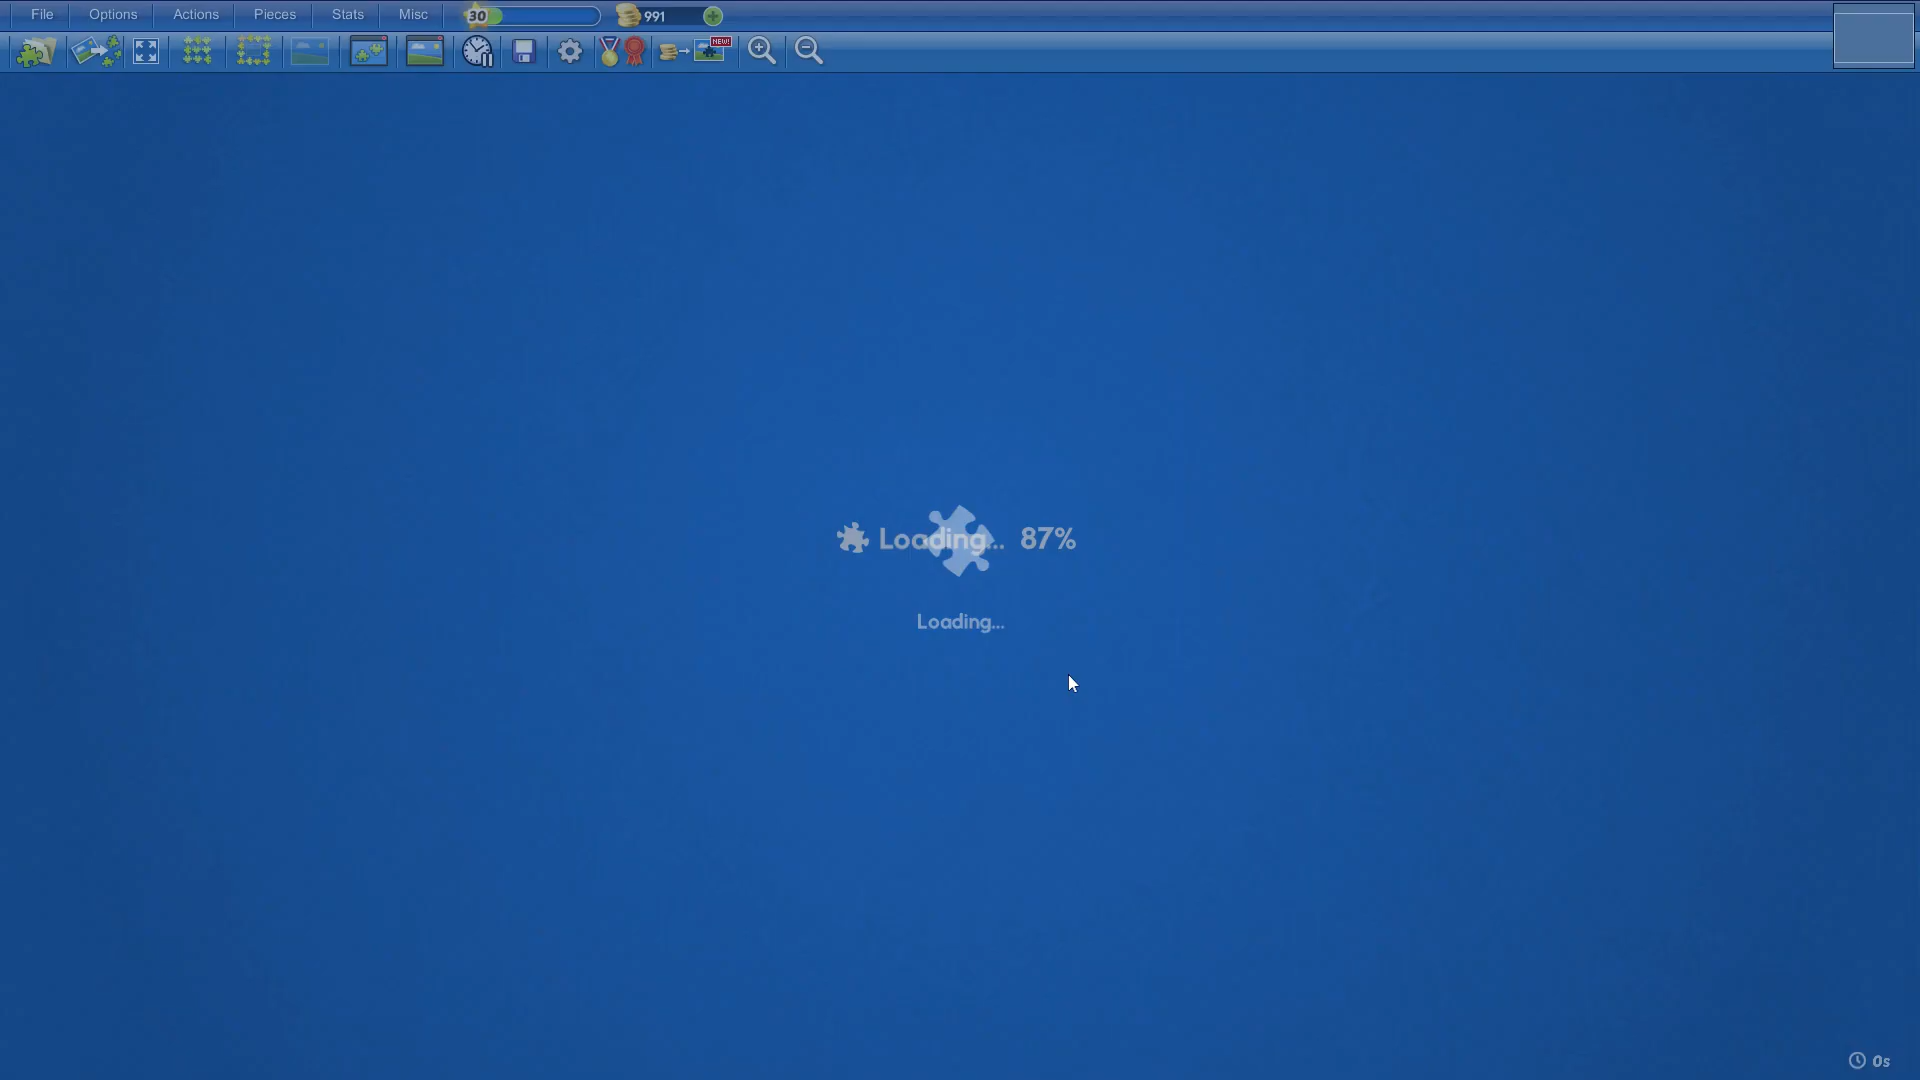 File Options Actions Pieces Stats Misc 30 991
NEW!
Loading... 87%
Loading...
0s